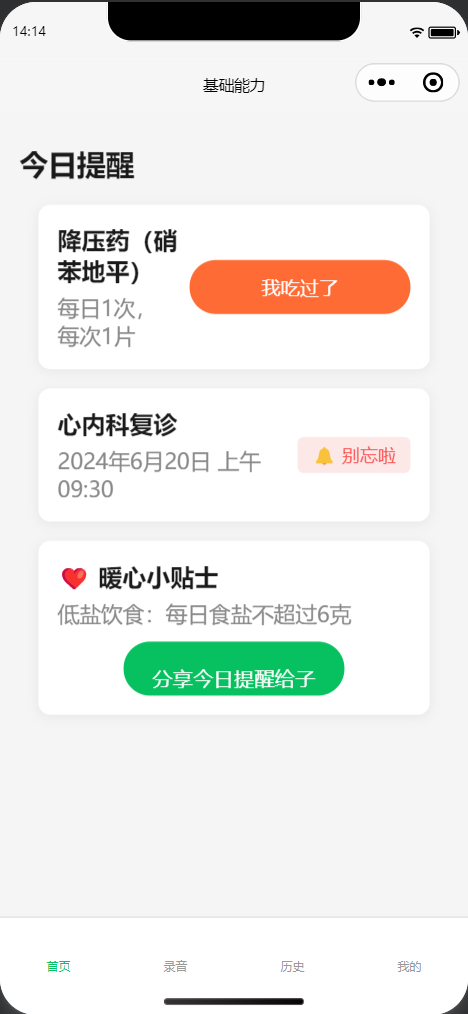 14:14
基础能力
今日提醒
降压药（硝
苯地平）
每日1次，
每次1片
我吃过了
心内科复诊
2024年6月20日 上午
09:30
别忘啦
暖心小贴士
低盐饮食：每日食盐不超过6克
分享今日提醒给子
首页
录音
历史
我的